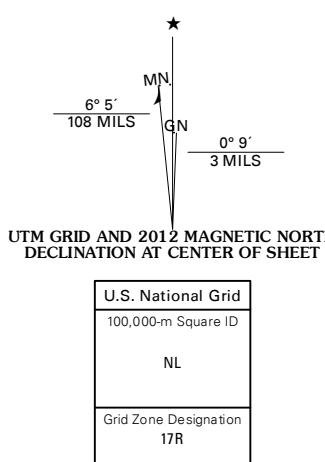 ★
MN
6° 5´
108 MILS
GN
0° 9´
3 MILS
UTM GRID AND 2012 MAGNETIC NORT
DECLINATION AT CENTER OF SHEET
U.S. National Grid
100,000-m Square ID
NL
Grid Zone Designation
17R